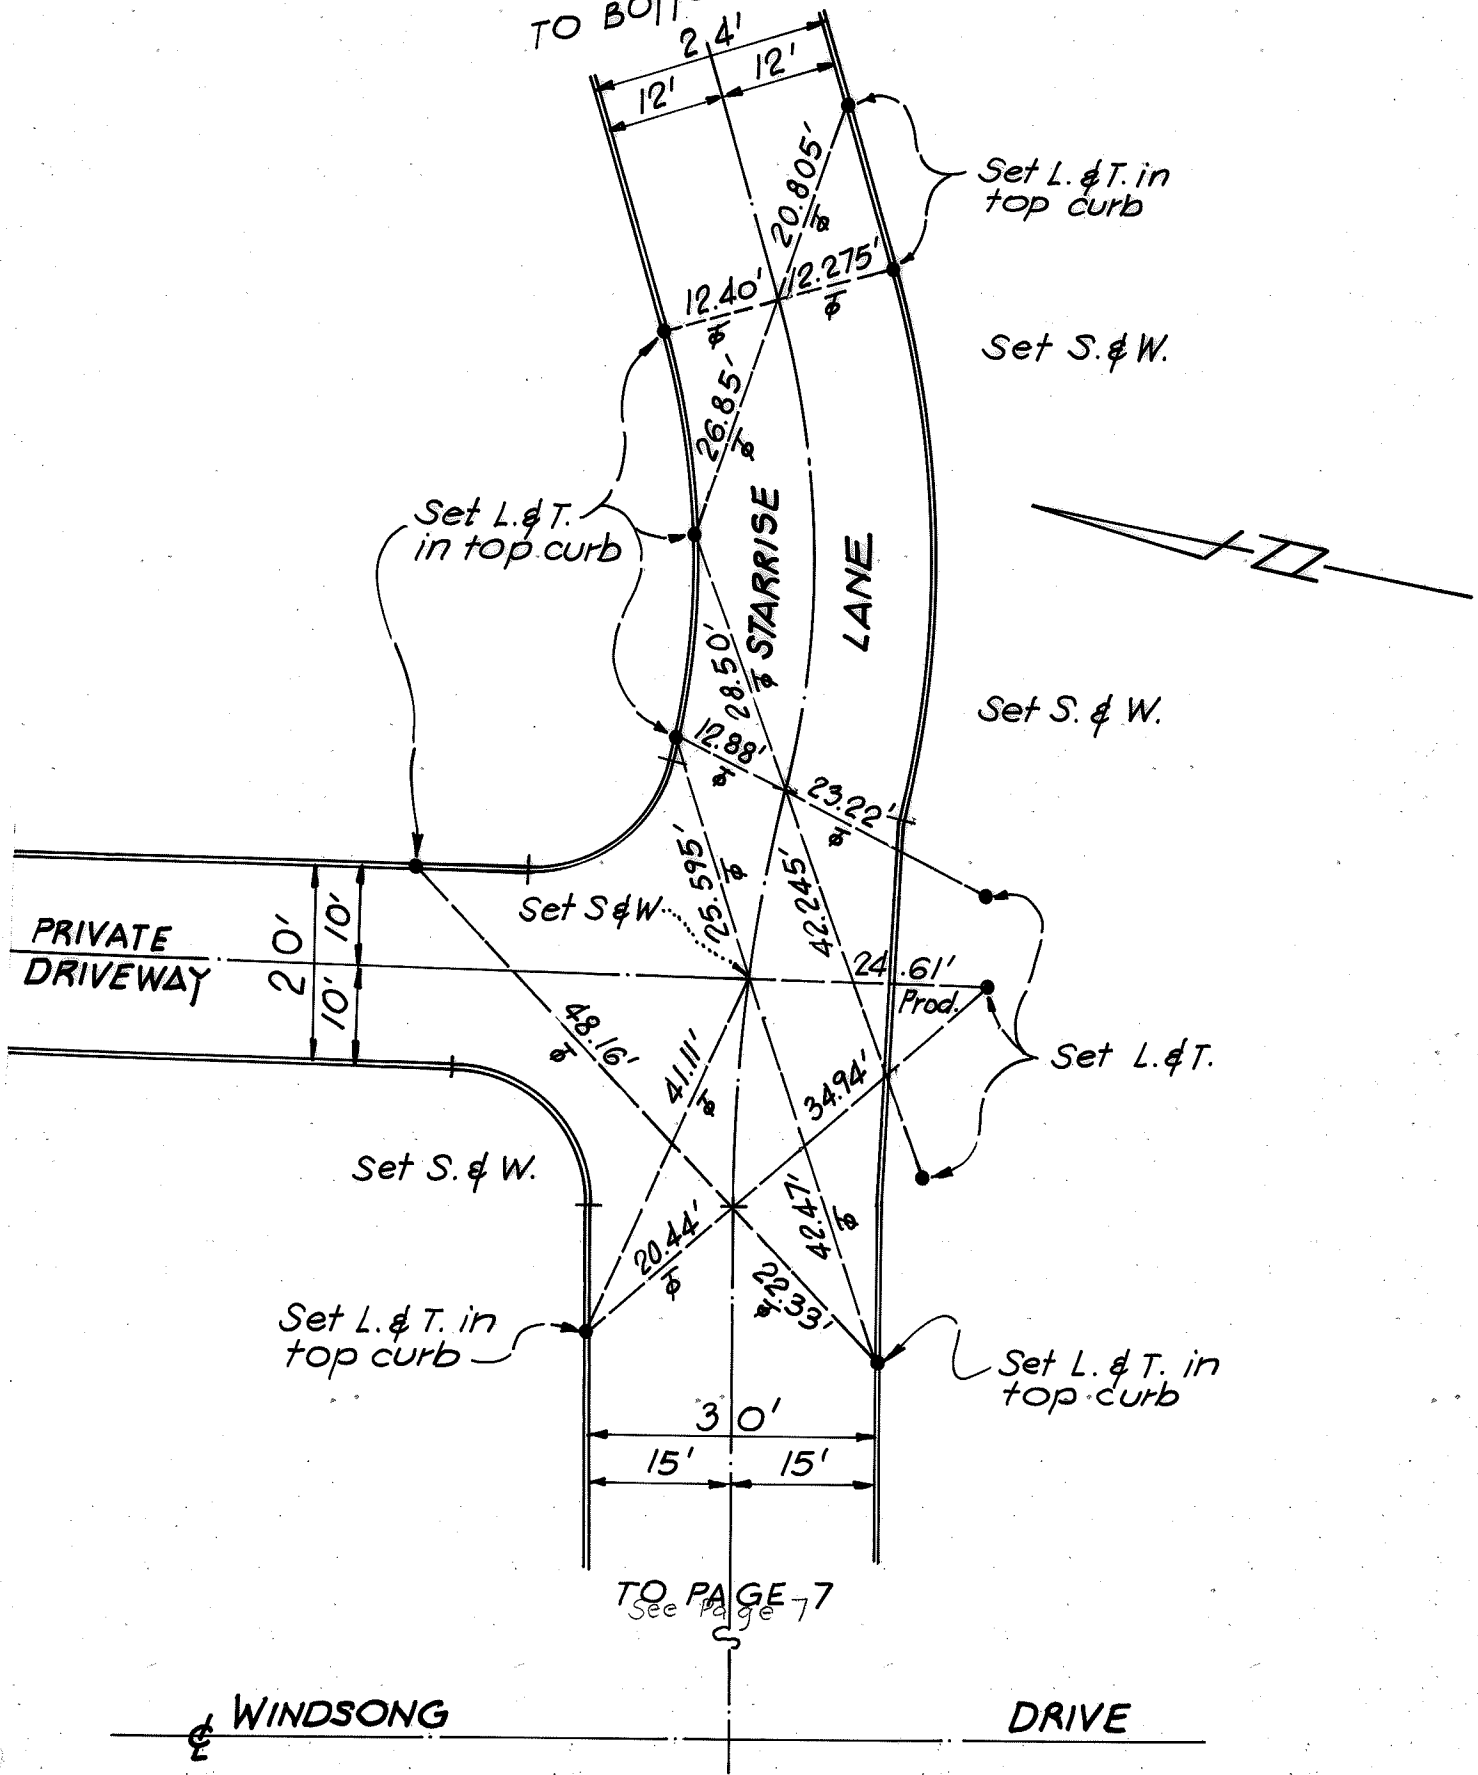 TO BOTTO
24'
12'
12'
20.805'
Set L. & T. in
top curb
12.40'
12.275'
Set S. & W.
26.85'
Set L. & T.
in top curb
℄ STARRISE
LANE
N
28.50'
Set S. & W.
12.88'
23.22'
25.595'
42.245'
Set S & W.
PRIVATE
DRIVEWAY
20'
10'
10'
24.61'
Prod.
48.16'
41.11'
34.94'
Set L. & T.
Set S. & W.
42.47'
20.44'
22.33'
Set L. & T. in
top curb
Set L. & T. in
top curb
30'
15'
15'
TO PAGE 7
See Page 7
℄ WINDSONG DRIVE